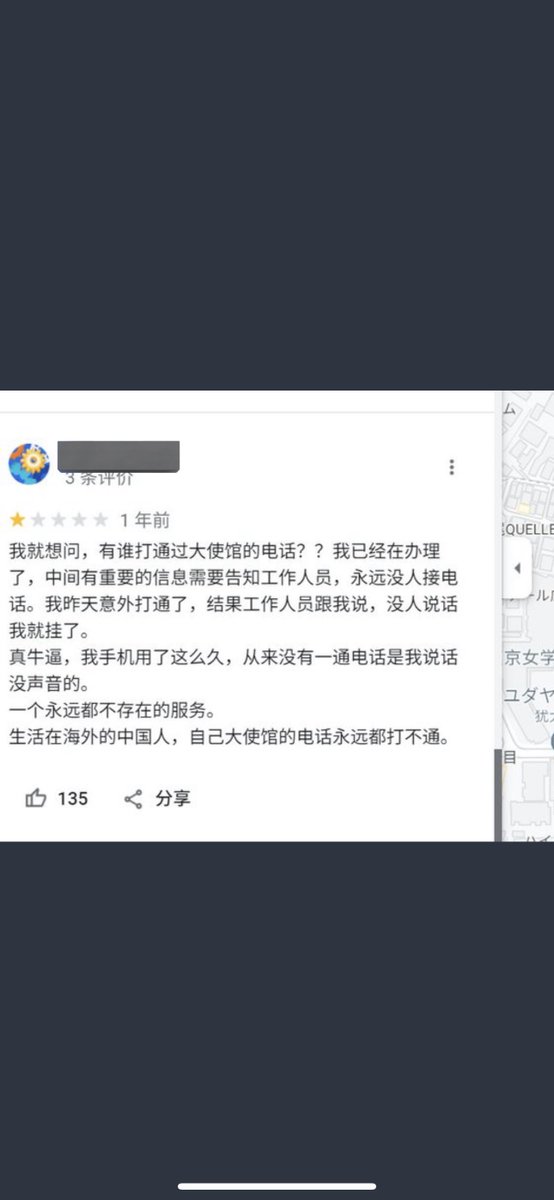 3 条评价
1 年前
我就想问，有谁打通过大使馆的电话？？我已经在办理
了，中间有重要的信息需要告知工作人员，永远没人接电
话。我昨天意外打通了，结果工作人员跟我说，没人说话
我就挂了。
真牛逼，我手机用了这么久，从来没有一通电话是我说话
没声音的。
一个永远都不存在的服务。
生活在海外的中国人，自己大使馆的电话永远都打不通。
135
分享
ム
QUELLE
京女学
ユダヤ
犹太
目
ハイ